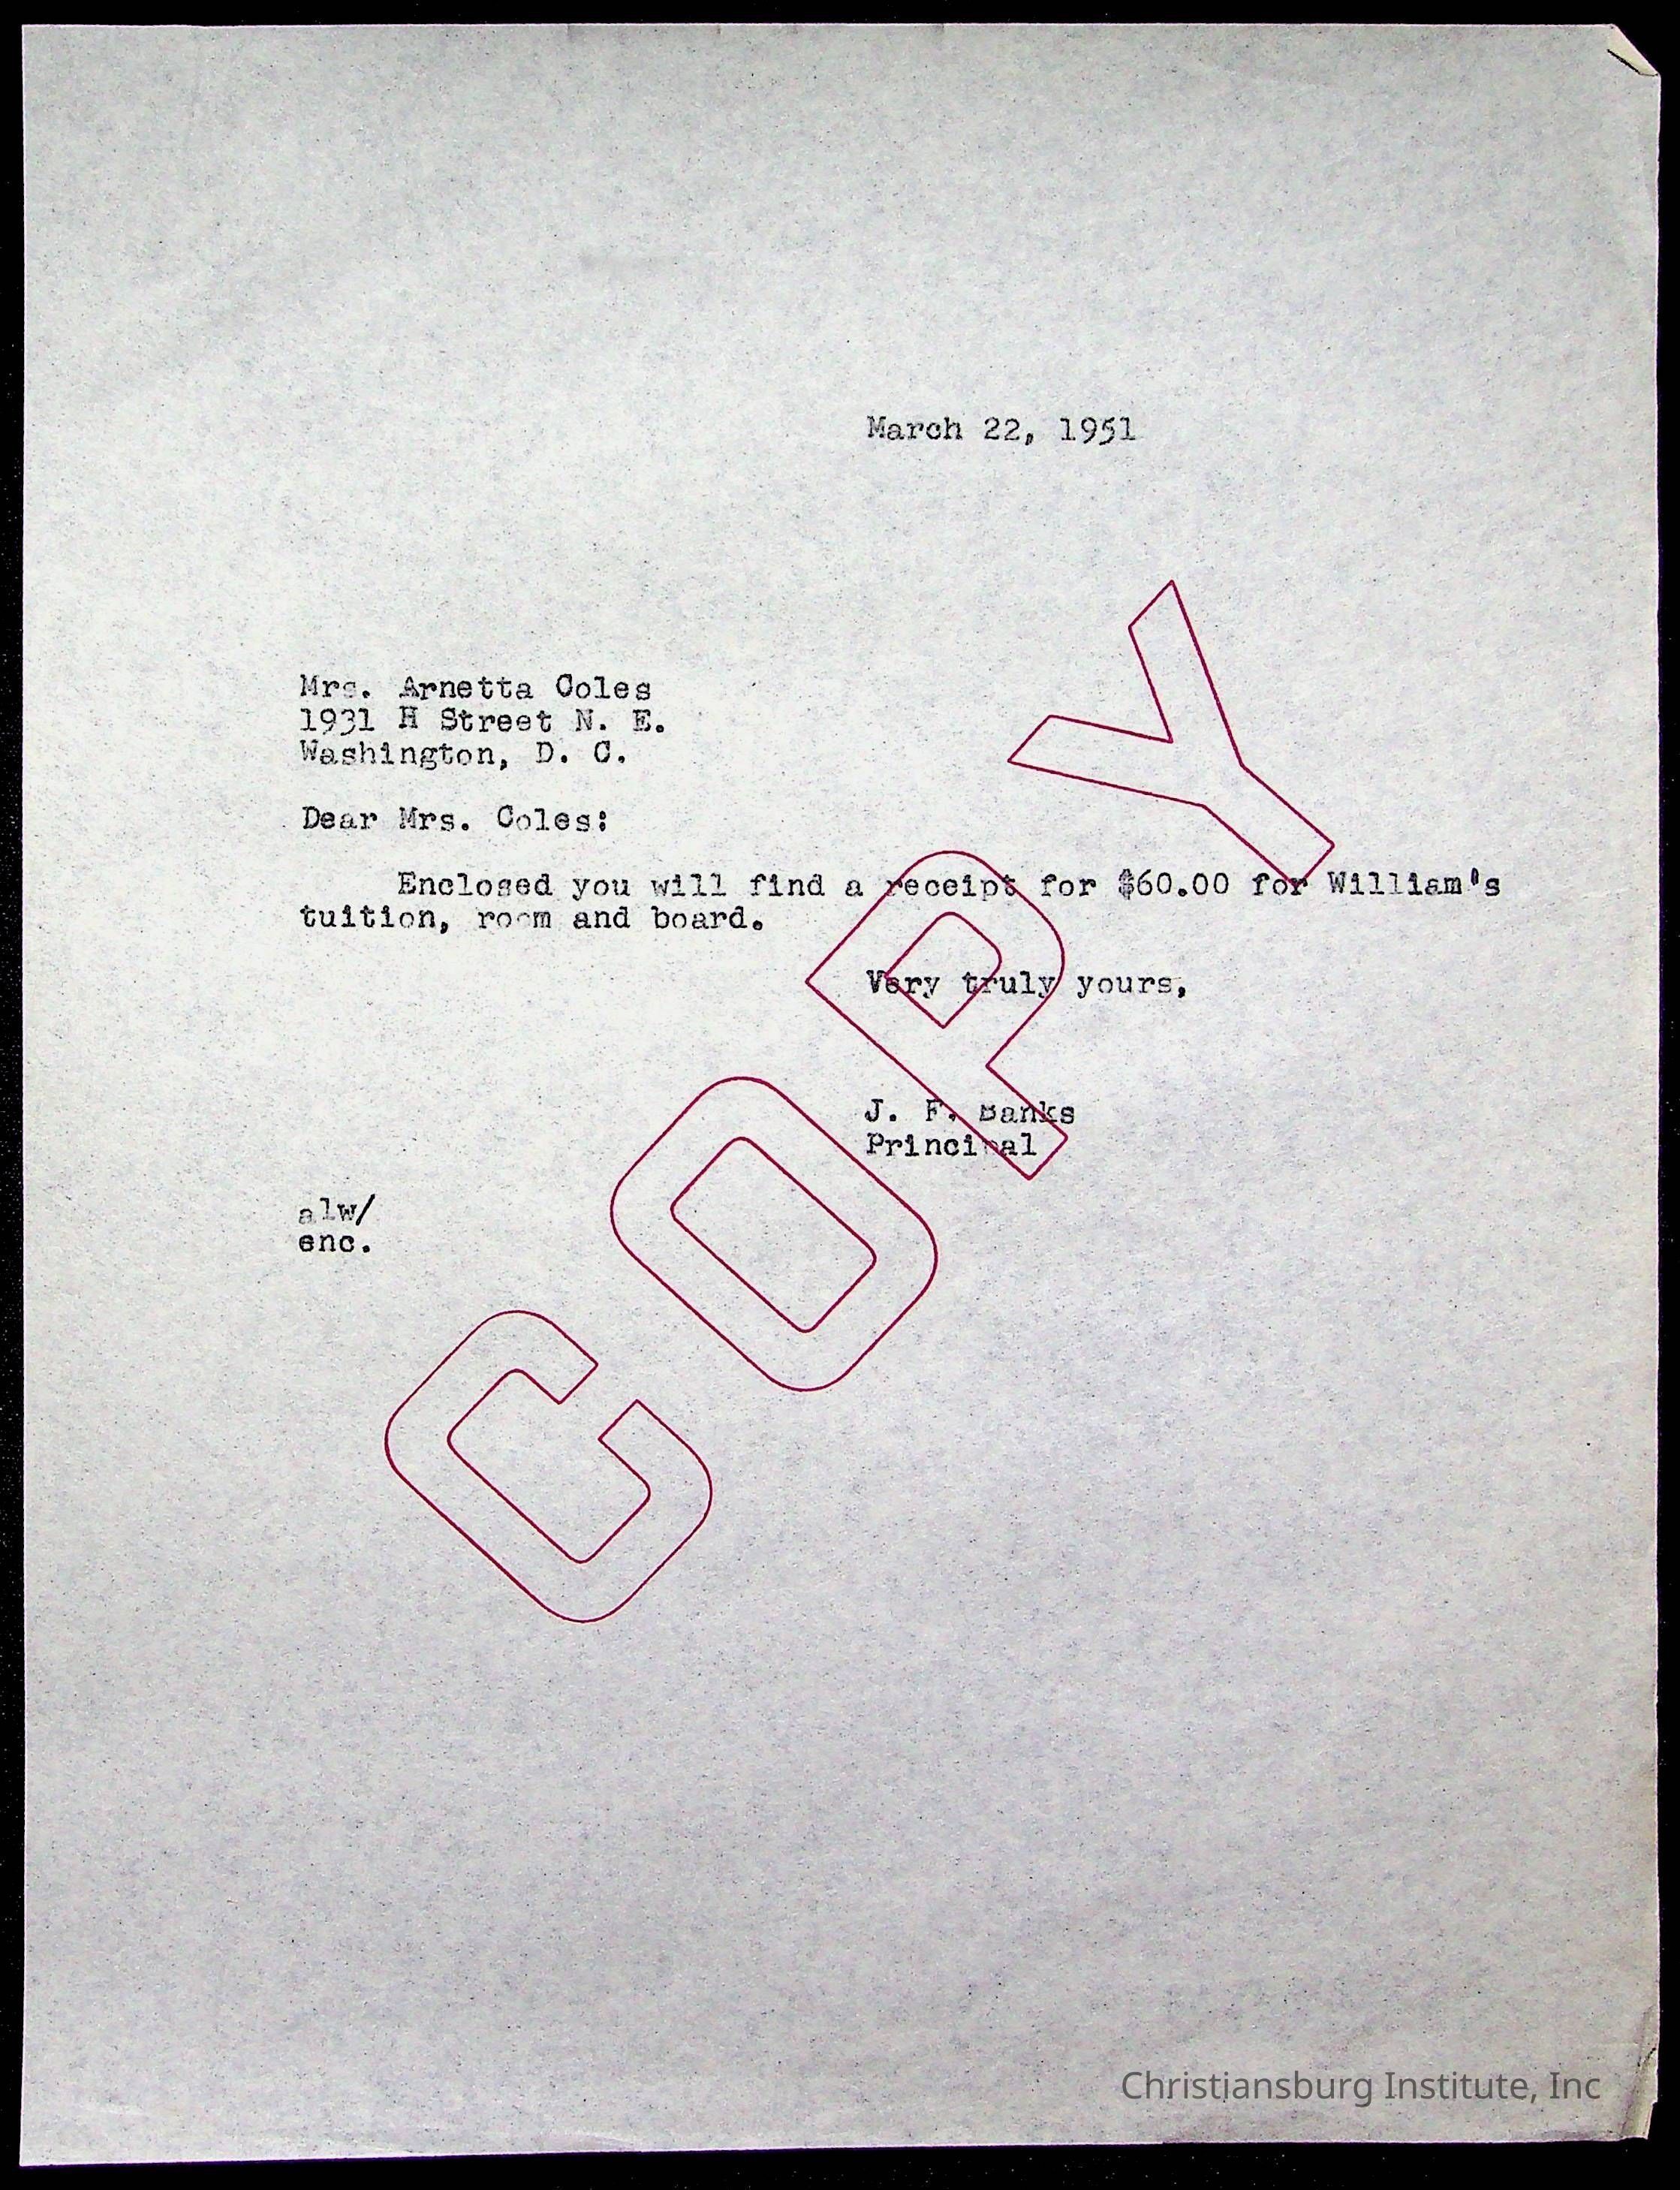 March 22, 1951
Mrs. Arnetta Coles
1931 H Street N. E.
Washington, D. C.
Dear Mrs. Coles:
Enclosed you will find a receipt for $60.00 for William's
tuition, room and board.
Very truly yours,
J. F. Banks
Principal
alw/
enc.
COPY
Christiansburg Institute, Inc